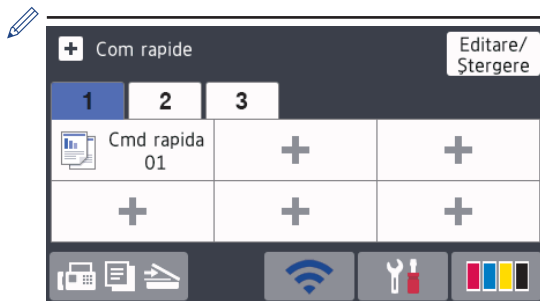 Com rapide
Editare/
Ştergere
1
2
3
Cmd rapida
01